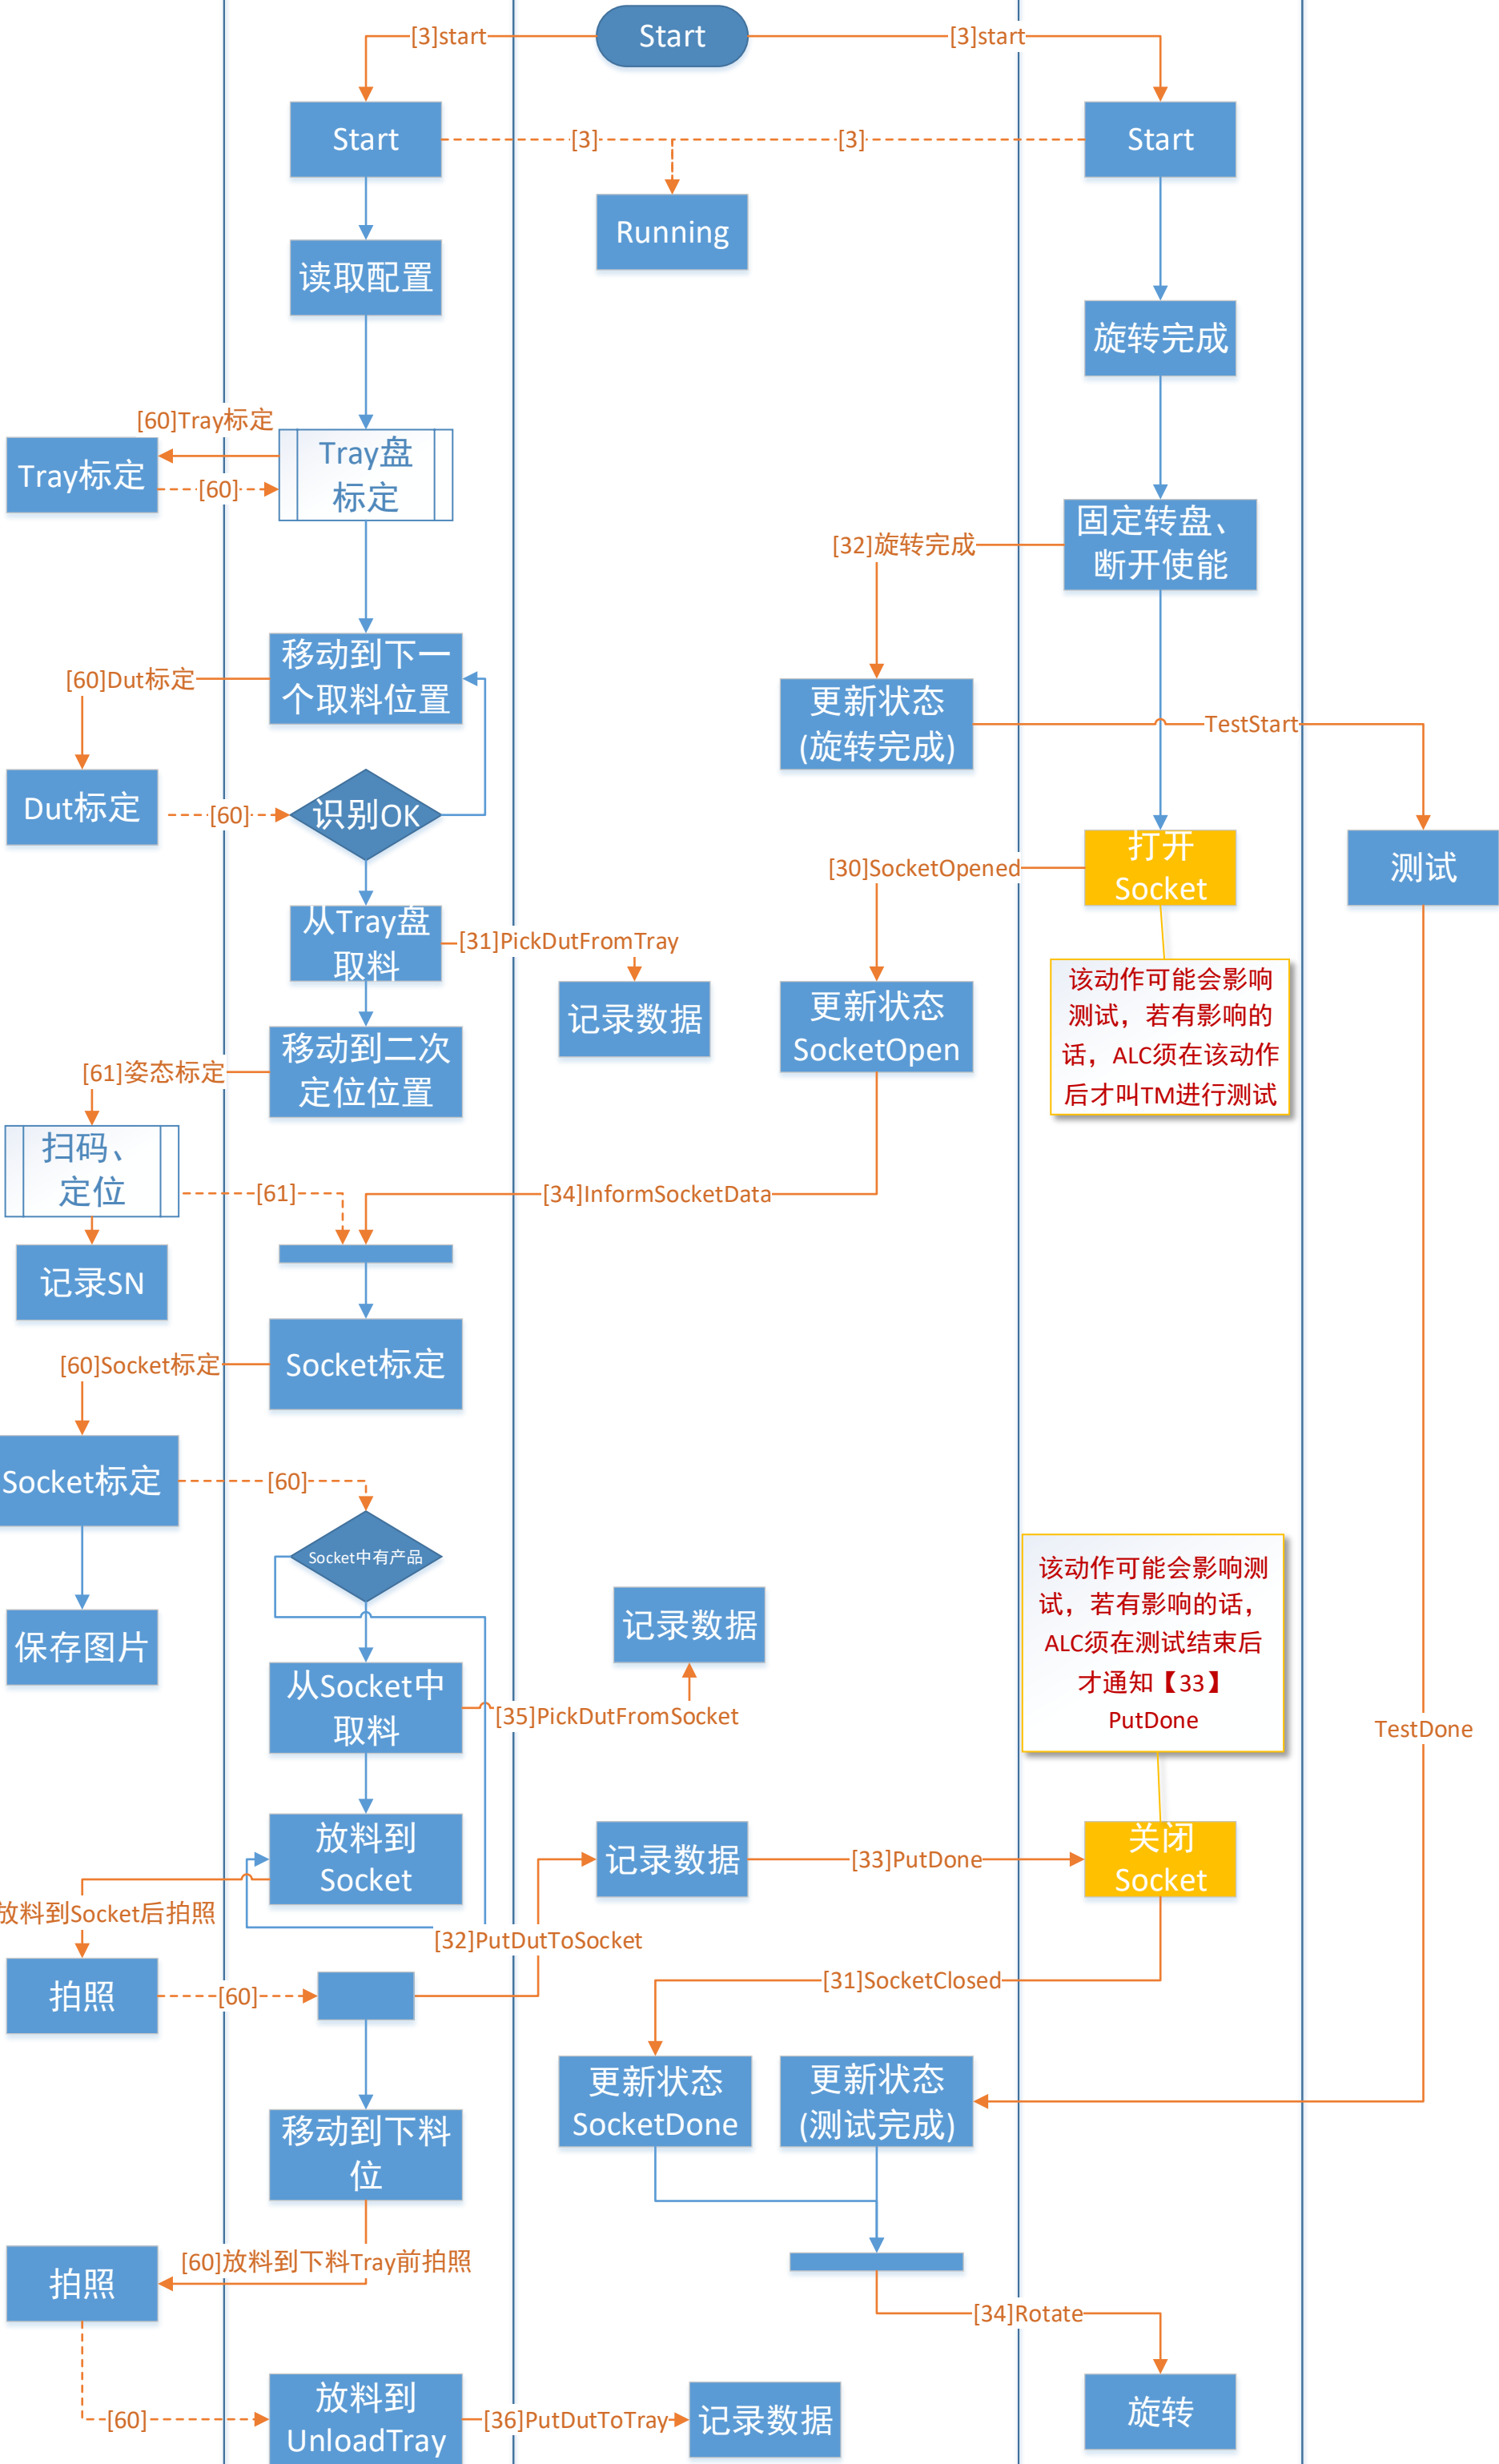 [3]start
Start
[3]start
Start
[3]
[3]
Start
Running
读取配置
旋转完成
[60]Tray标定
Tray标定
[60]
Tray盘
标定
固定转盘、
断开使能
[32]旋转完成
移动到下一
个取料位置
[60]Dut标定
更新状态
(旋转完成)
TestStart
Dut标定
[60]
识别OK
打开
Socket
[30]SocketOpened
测试
从Tray盘
取料
[31]PickDutFromTray
记录数据
更新状态
SocketOpen
该动作可能会影响
测试，若有影响的
话，ALC须在该动作
后才叫TM进行测试
移动到二次
定位位置
[61]姿态标定
扫码、
定位
[61]
[34]InformSocketData
记录SN
Socket标定
[60]Socket标定
Socket标定
[60]
Socket中有产品
保存图片
记录数据
该动作可能会影响测
试，若有影响的话，
ALC须在测试结束后
才通知【33】
PutDone
从Socket中
取料
[35]PickDutFromSocket
TestDone
放料到
Socket
记录数据
[33]PutDone
关闭
Socket
放料到Socket后拍照
[32]PutDutToSocket
拍照
[60]
[31]SocketClosed
更新状态
SocketDone
更新状态
(测试完成)
移动到下料
位
拍照
[60]放料到下料Tray前拍照
[34]Rotate
[60]
放料到
UnloadTray
[36]PutDutToTray
记录数据
旋转